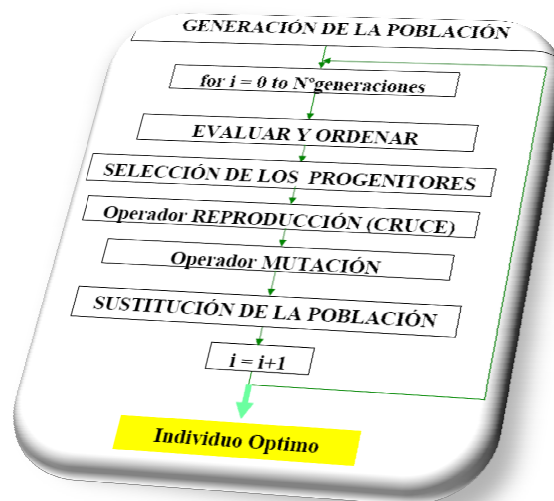 GENERACIÓN DE LA POBLACIÓN
for i = 0 to Nºgeneraciones
EVALUAR Y ORDENAR
SELECCIÓN DE LOS PROGENITORES
Operador REPRODUCCIÓN (CRUCE)
Operador MUTACIÓN
SUSTITUCIÓN DE LA POBLACIÓN
i = i+1
Individuo Optimo